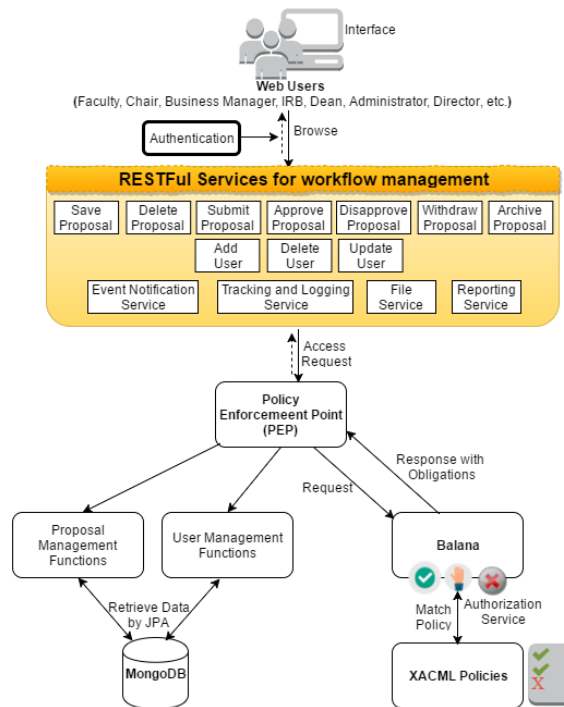 Interface
Web Users
(Faculty, Chair, Business Manager, IRB, Dean, Administrator, Director, etc.)
Authentication
Browse
RESTFul Services for workflow management
Save
Proposal
Delete
Proposal
Submit
Proposal
Approve
Proposal
Disapprove
Proposal
Withdraw
Proposal
Archive
Proposal
Add
User
Delete
User
Update
User
Event Notification
Service
Tracking and Logging
Service
File
Service
Reporting
Service
Access
Request
Policy
Enforcemeent Point
(PEP)
Response with
Obligations
Request
Proposal
Management
Functions
User Management
Functions
Balana
Retrieve Data
by JPA
Match
Policy
Authorization
Service
MongoDB
XACML Policies
X